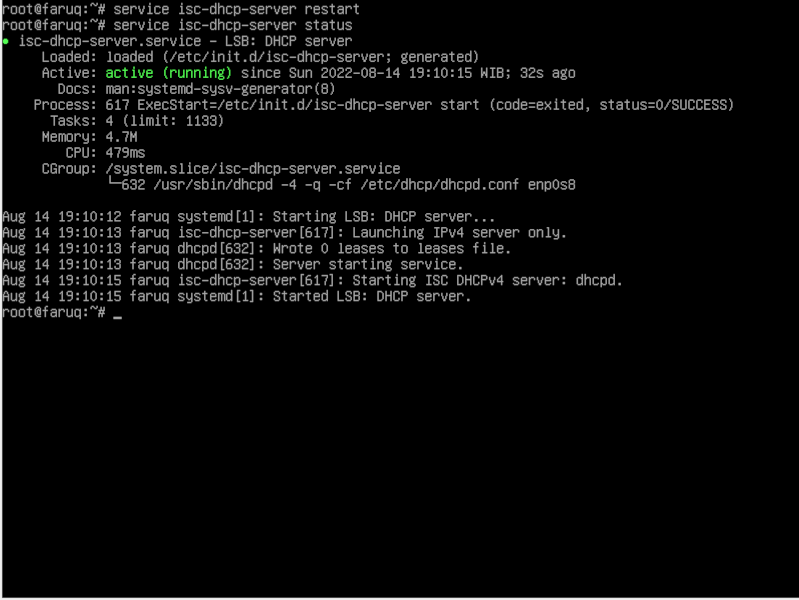 root@faruq:~# service isc-dhcp-server restart
root@faruq:~# service isc-dhcp-server status
● isc-dhcp-server.service - LSB: DHCP server
     Loaded: loaded (/etc/init.d/isc-dhcp-server; generated)
     Active: active (running) since Sun 2022-08-14 19:10:15 WIB; 32s ago
       Docs: man:systemd-sysv-generator(8)
    Process: 617 ExecStart=/etc/init.d/isc-dhcp-server start (code=exited, status=0/SUCCESS)
      Tasks: 4 (limit: 1133)
     Memory: 4.7M
        CPU: 479ms
     CGroup: /system.slice/isc-dhcp-server.service
             └─632 /usr/sbin/dhcpd -4 -q -cf /etc/dhcp/dhcpd.conf enp0s8

Aug 14 19:10:12 faruq systemd[1]: Starting LSB: DHCP server...
Aug 14 19:10:13 faruq isc-dhcp-server[617]: Launching IPv4 server only.
Aug 14 19:10:13 faruq dhcpd[632]: Wrote 0 leases to leases file.
Aug 14 19:10:13 faruq dhcpd[632]: Server starting service.
Aug 14 19:10:15 faruq isc-dhcp-server[617]: Starting ISC DHCPv4 server: dhcpd.
Aug 14 19:10:15 faruq systemd[1]: Started LSB: DHCP server.
root@faruq:~# _